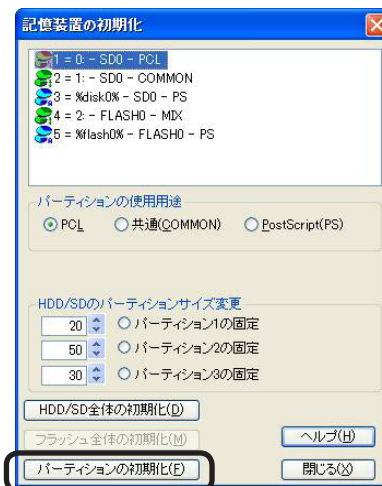 記憶装置の初期化
1 = 0: - SD0 - PCL
2 = 1: - SD0 - COMMON
3 = %disk0% - SD0 - PS
4 = 2: - FLASH0 - MIX
5 = %flash0% - FLASH0 - PS
パーティションの使用用途
PCL 共通(COMMON) PostScript(PS)
HDD/SDのパーティションサイズ変更
20 パーティション1の固定
50 パーティション2の固定
30 パーティション3の固定
HDD/SD全体の初期化(D)
フラッシュ全体の初期化(M) ヘルプ(H)
パーティションの初期化(F) 閉じる(X)